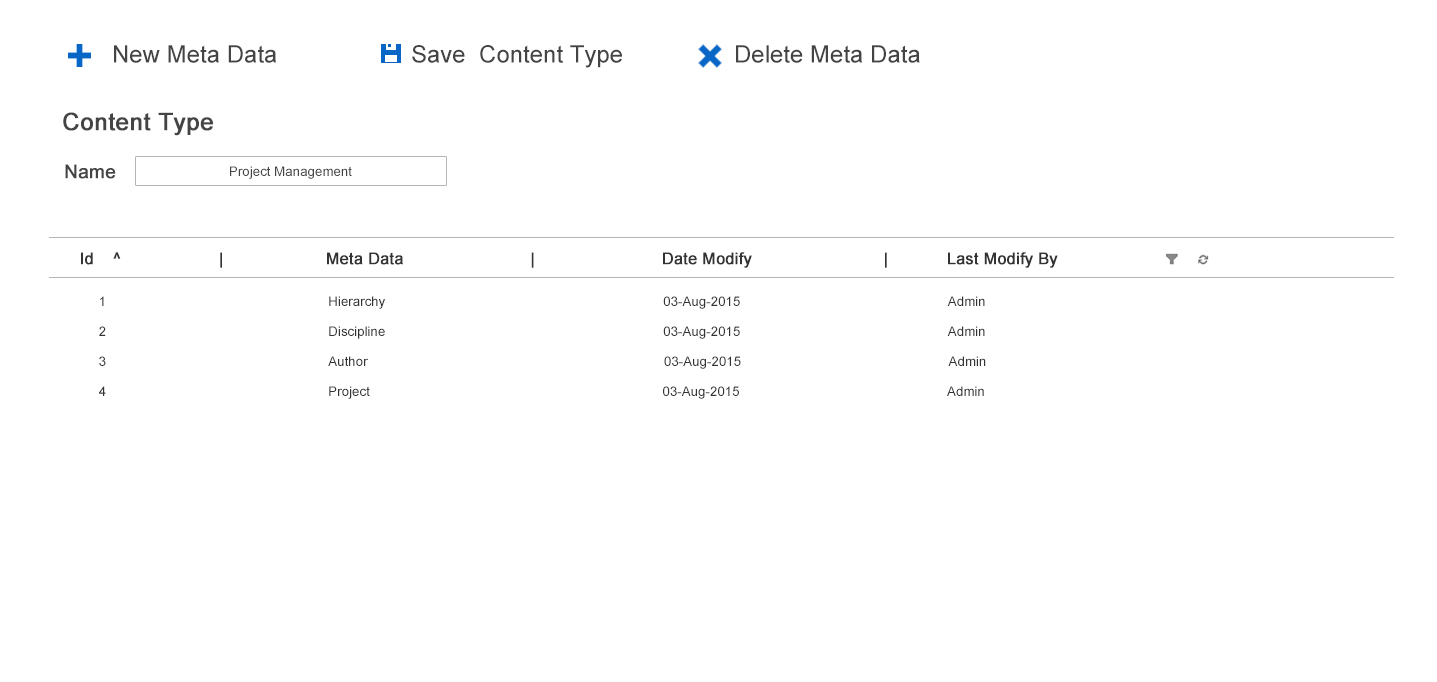 New Meta Data Save Content Type Delete Meta Data
Content Type
Name Project Management
Id ^ | Meta Data | Date Modify | Last Modify By
1 Hierarchy 03-Aug-2015 Admin
2 Discipline 03-Aug-2015 Admin
3 Author 03-Aug-2015 Admin
4 Project 03-Aug-2015 Admin